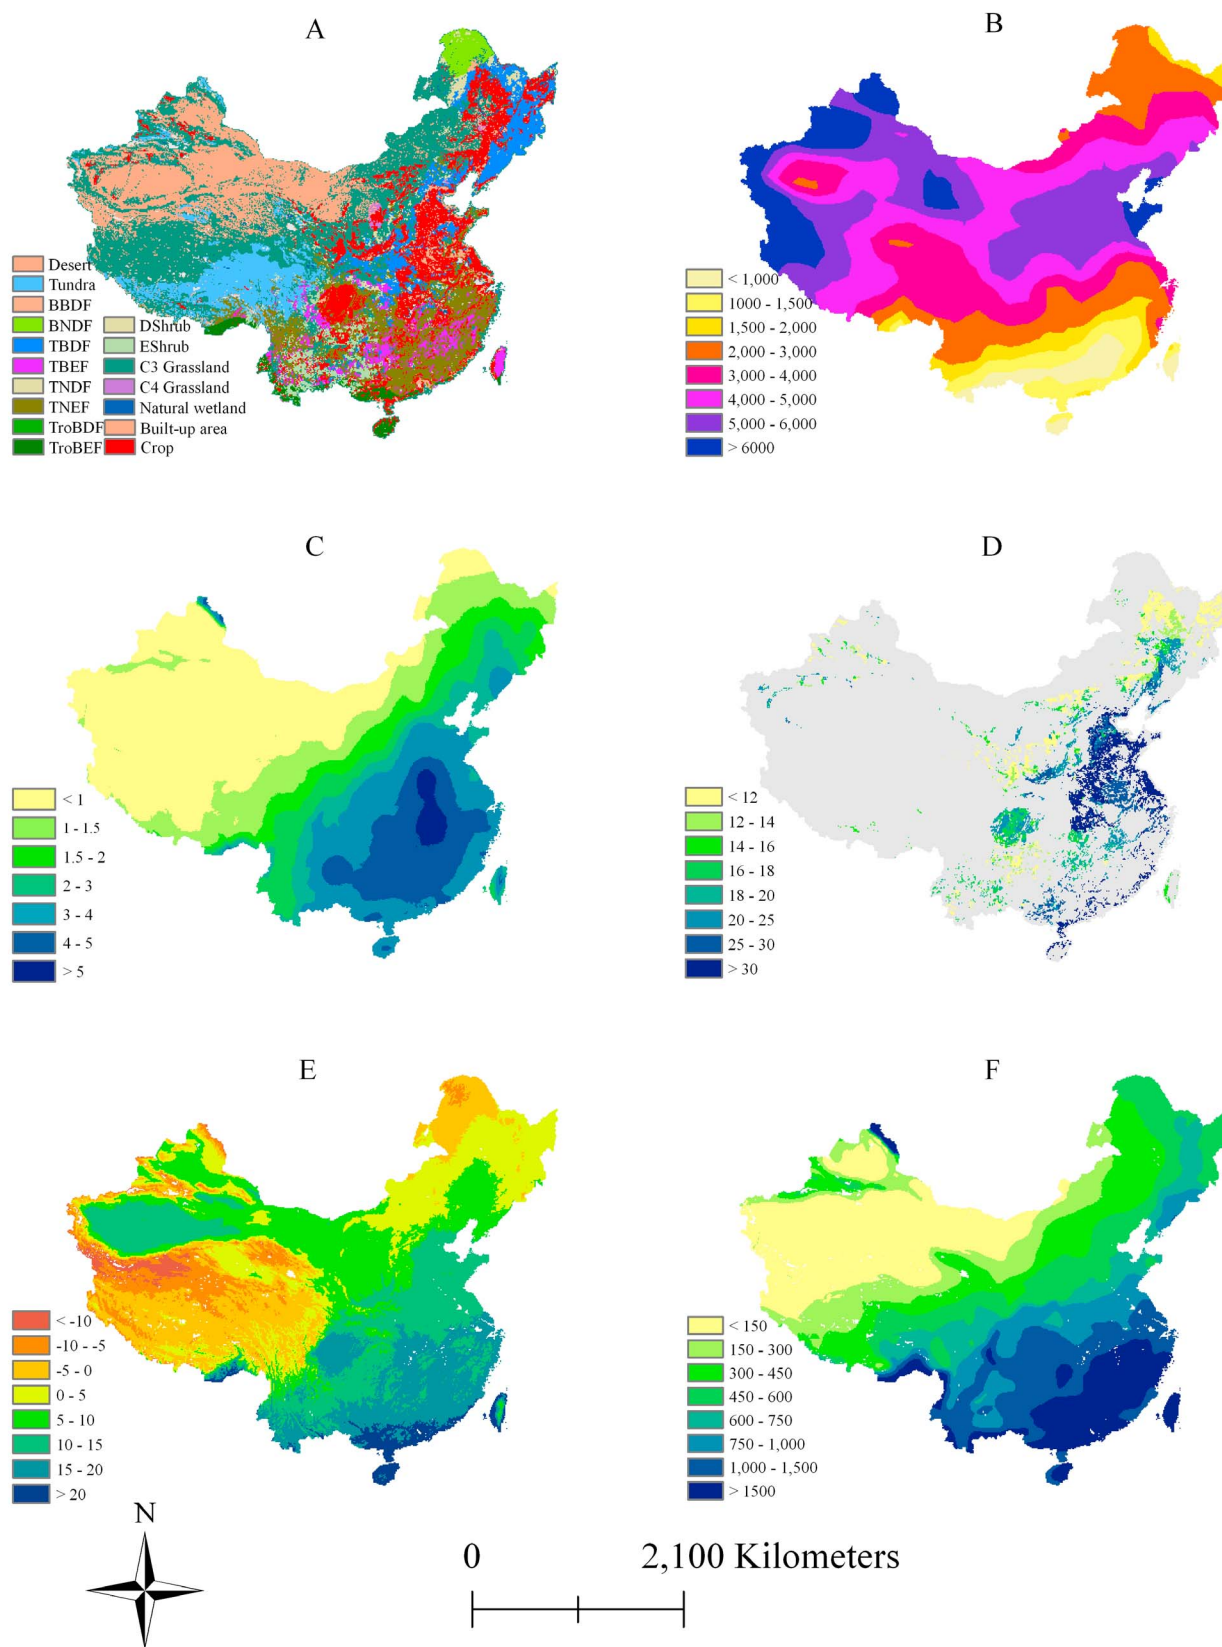 A
Desert
Tundra
BBDF
BNDF
TBDF
TBEF
TNDF
TNEF
TroBDF
TroBEF
DShrub
EShrub
C3 Grassland
C4 Grassland
Natural wetland
Built-up area
Crop
B
< 1,000
1000 - 1,500
1,500 - 2,000
2,000 - 3,000
3,000 - 4,000
4,000 - 5,000
5,000 - 6,000
> 6000
C
< 1
1 - 1.5
1.5 - 2
2 - 3
3 - 4
4 - 5
> 5
D
< 12
12 - 14
14 - 16
16 - 18
18 - 20
20 - 25
25 - 30
> 30
E
< -10
-10 - -5
-5 - 0
0 - 5
5 - 10
10 - 15
15 - 20
> 20
F
< 150
150 - 300
300 - 450
450 - 600
600 - 750
750 - 1,000
1,000 - 1,500
> 1500
N
0 2,100 Kilometers